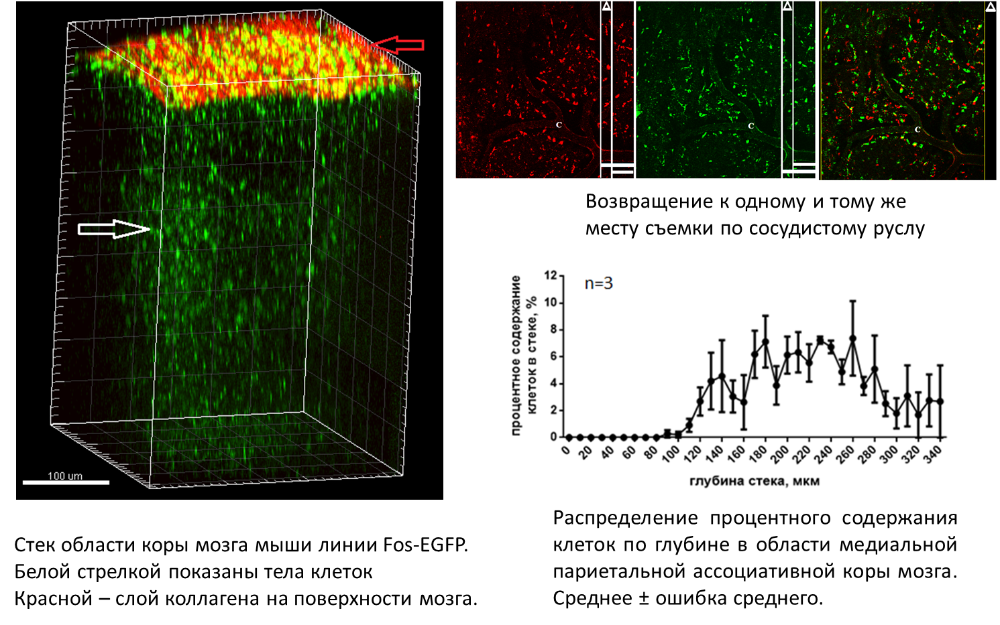 100 um
Стек области коры мозга мыши линии Fos-EGFP.
Белой стрелкой показаны тела клеток
Красной – слой коллагена на поверхности мозга.
с
с
с
Возвращение к одному и тому же
месту съемки по сосудистому руслу
процентное содержание
клеток в стеке, %
n=3
12
10
8
6
4
2
0
0 20 40 60 80 100 120 140 160 180 200 220 240 260 280 300 320 340
глубина стека, мкм
Распределение процентного содержания
клеток по глубине в области медиальной
париетальной ассоциативной коры мозга.
Среднее ± ошибка среднего.